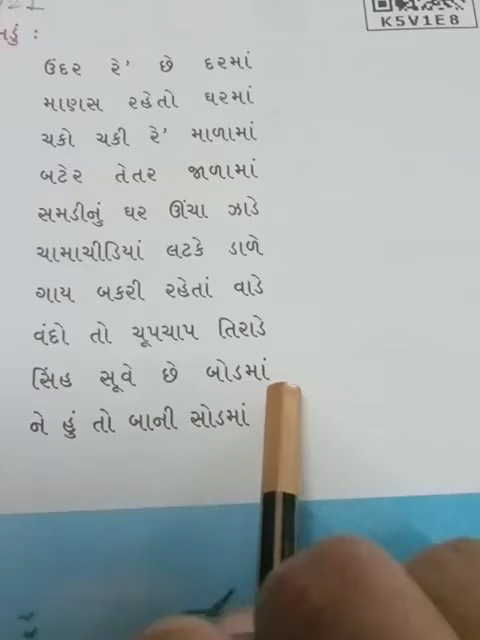 K5V1E8
ઉંદર રે' છે દરમાં
માણસ રહેતો ઘરમાં
ચકો ચકી રે' માળામાં
બટેર તેતર જાળામાં
સમડીનું ઘર ઊંચા ઝાડે
ચામાચીડિયાં લટકે ડાળે
ગાય બકરી રહેતાં વાડે
વંદો તો ચૂપચાપ તિરાડે
સિંહ સૂવે છે બોડમાં
ને હું તો બાની સોડમાં